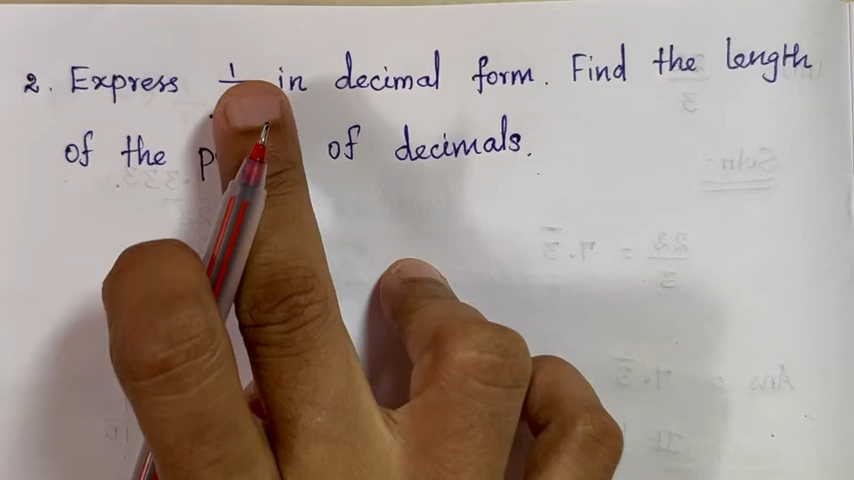 2. Express 1 in decimal form. Find the length
of the of decimals.